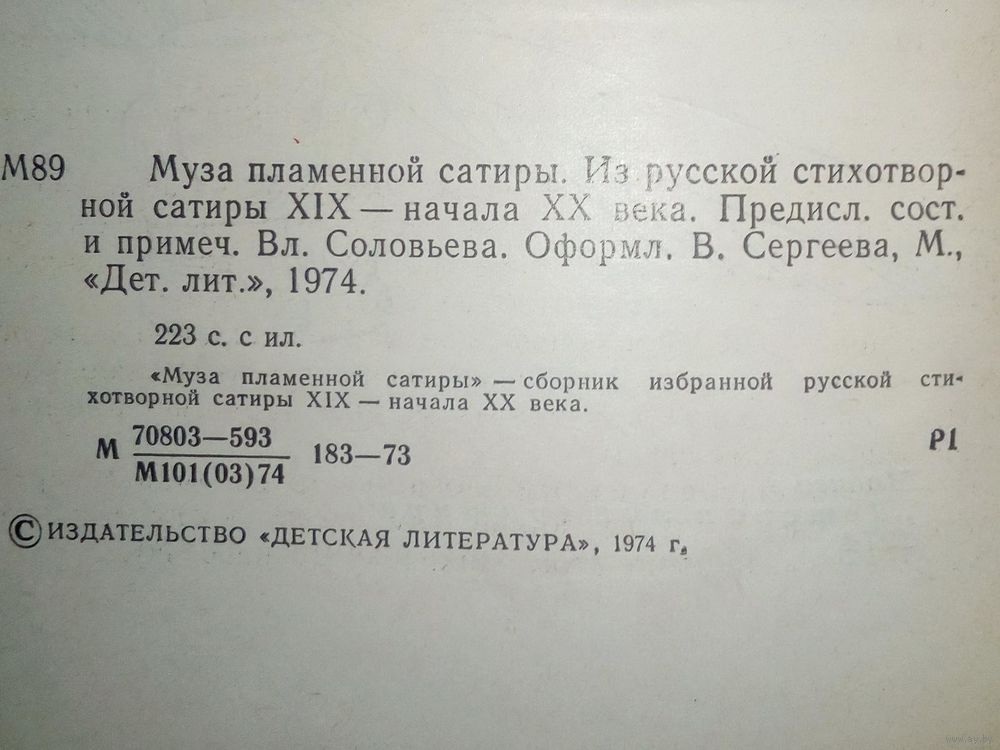 М89 Муза пламенной сатиры. Из русской стихотвор-
ной сатиры XIX — начала XX века. Предисл. сост.
и примеч. Вл. Соловьева. Оформл. В. Сергеева, М.,
«Дет. лит.», 1974.
223 с. с ил.
«Муза пламенной сатиры» — сборник избранной русской сти-
хотворной сатиры XIX — начала XX века.
М 70803—593 183—73 Р1
М101(03)74
© ИЗДАТЕЛЬСТВО «ДЕТСКАЯ ЛИТЕРАТУРА», 1974 г.